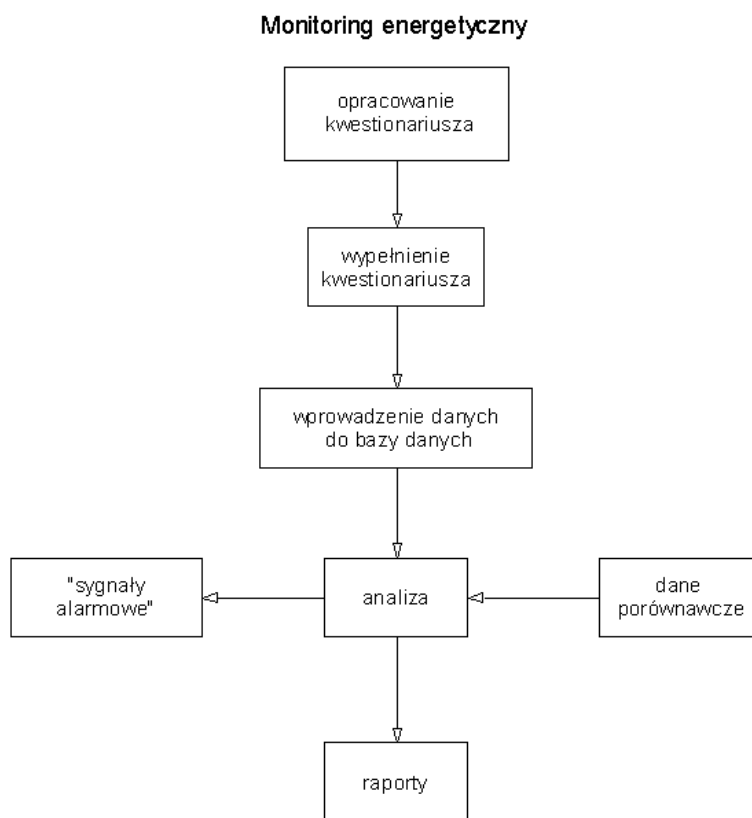 Monitoring energetyczny
opracowanie
kwestionariusza
wypełnienie
kwestionariusza
wprowadzenie danych
do bazy danych
"sygnały
alarmowe"
analiza
dane
porównawcze
raporty